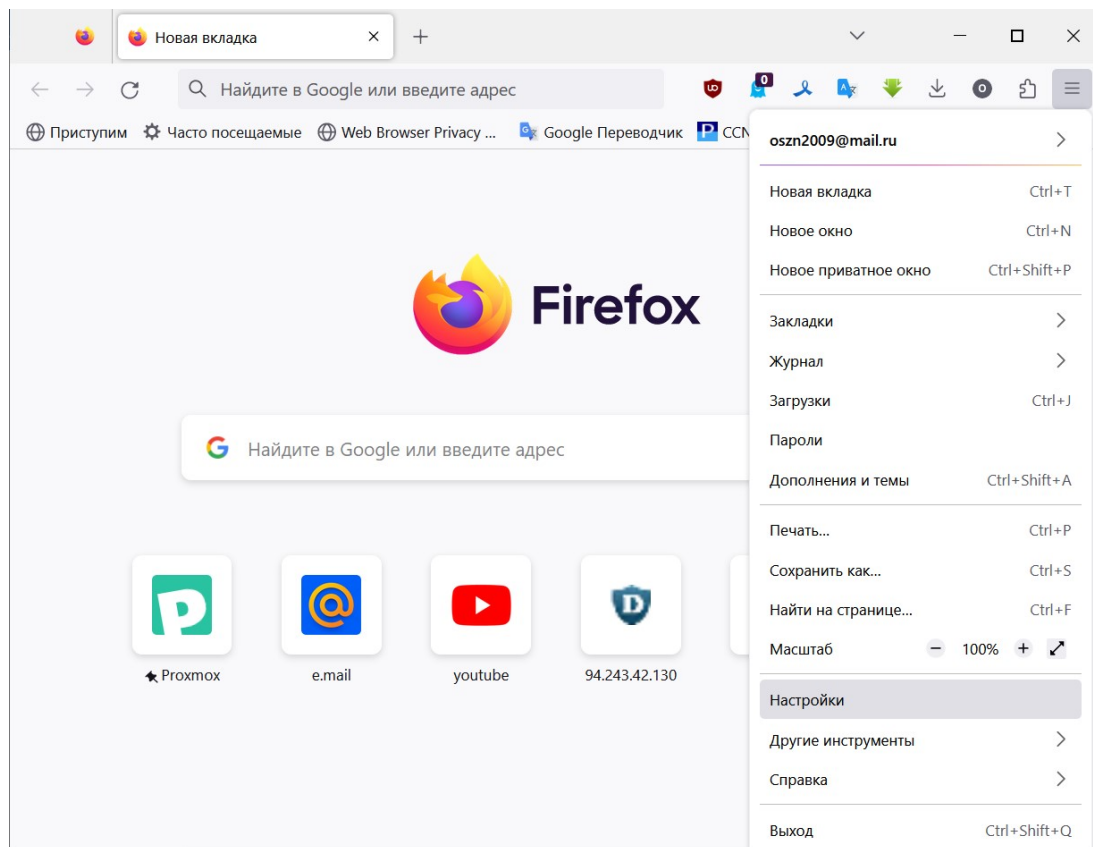 Новая вкладка
Найдите в Google или введите адрес
0
O
Приступим
Часто посещаемые
Web Browser Privacy ...
Google Переводчик
CCN
oszn2009@mail.ru
Новая вкладка Ctrl+T
Новое окно Ctrl+N
Новое приватное окно Ctrl+Shift+P
Закладки
Журнал
Загрузки Ctrl+J
Пароли
Дополнения и темы Ctrl+Shift+A
Печать... Ctrl+P
Сохранить как... Ctrl+S
Найти на странице... Ctrl+F
Масштаб − 100% +
Настройки
Другие инструменты
Справка
Выход Ctrl+Shift+Q
Firefox
Найдите в Google или введите адрес
Proxmox
e.mail
youtube
94.243.42.130